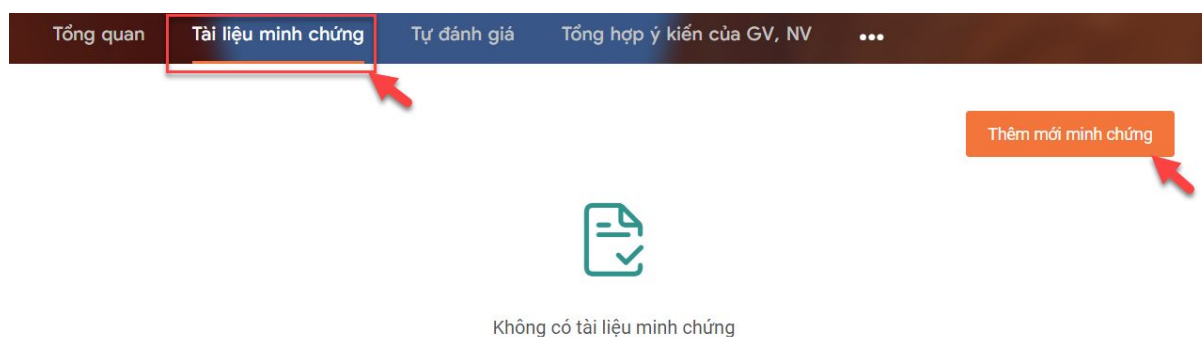 Tổng quan Tài liệu minh chứng Tự đánh giá Tổng hợp ý kiến của GV, NV •••
Thêm mới minh chứng
Không có tài liệu minh chứng